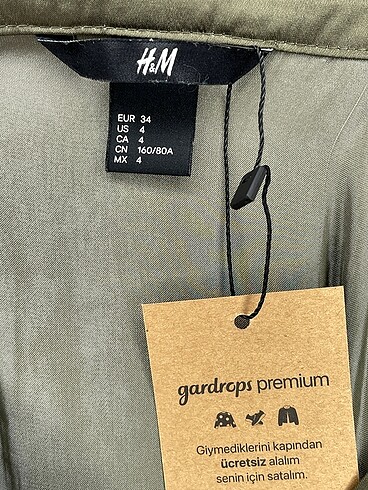 H&M
EUR 34
US 4
CA 4
CN 160/80A
MX 4
gardrops premium
Giymediklerini kapından
ücretsiz alalım
senin için satalım.